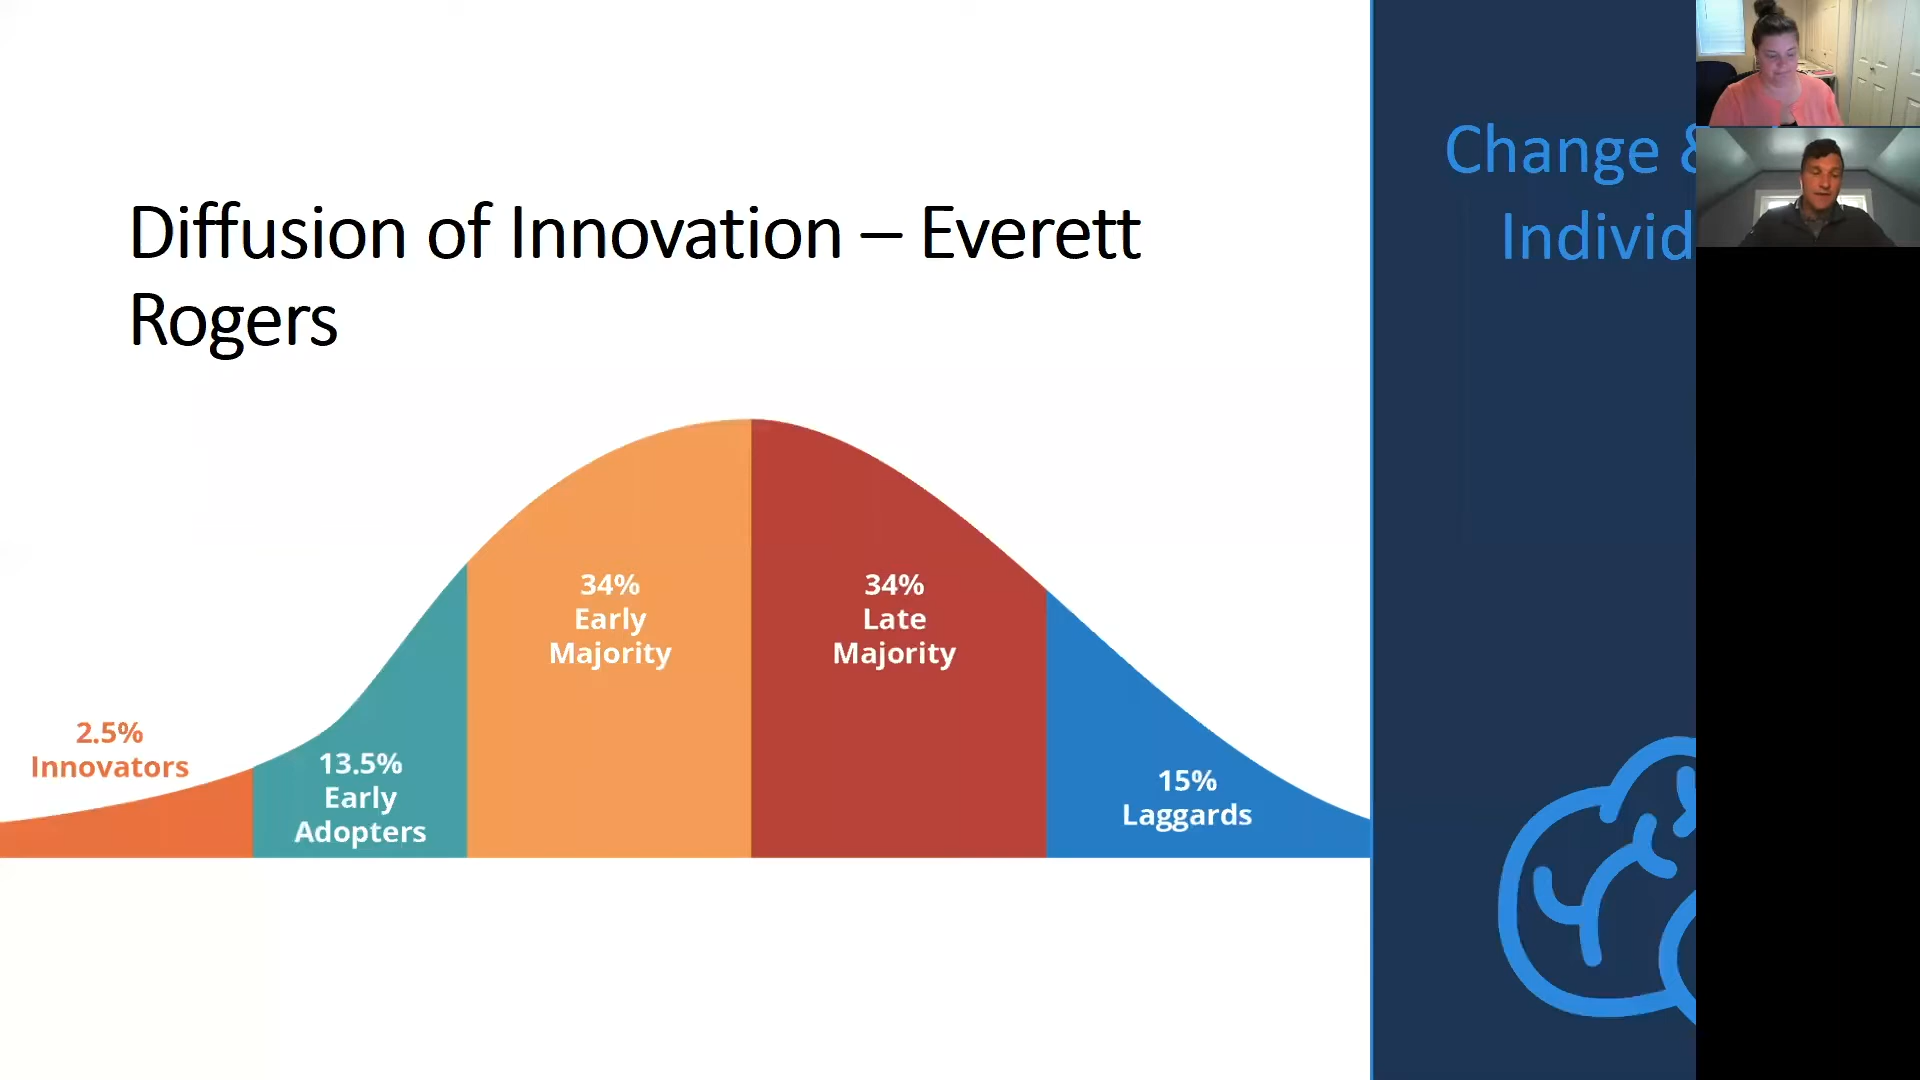 Diffusion of Innovation – Everett
Rogers
Change
2.5%
Innovators
13.5%
Early
Adopters
34%
Early
Majority
34%
Late
Majority
15%
Laggards